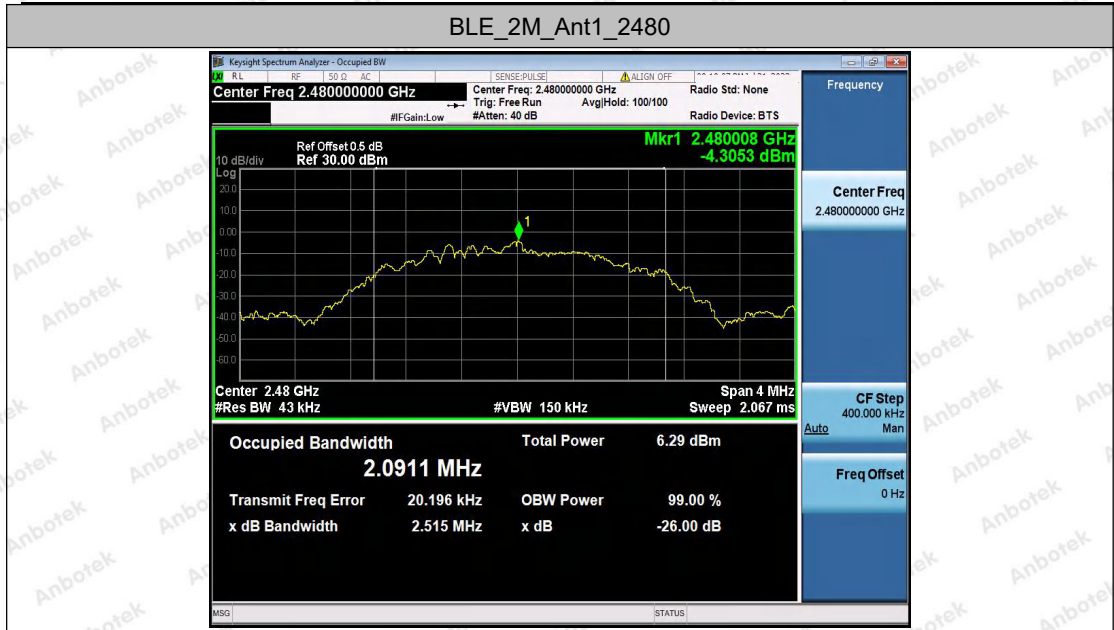 BLE_2M_Ant1_2480
Keysight Spectrum Analyzer - Occupied BW
RL RF 50 Ω AC SENSE:PULSE ALIGN OFF
Center Freq 2.480000000 GHz Center Freq: 2.480000000 GHz Radio Std: None
Trig: Free Run Avg|Hold: 100/100
#IFGain:Low #Atten: 40 dB Radio Device: BTS
Frequency
Ref Offset 0.5 dB Mkr1 2.480008 GHz
10 dB/div Ref 30.00 dBm -4.3053 dBm
Log
20.0
10.0
0.00
-10.0
-20.0
-30.0
-40.0
-50.0
-60.0
1
Center 2.48 GHz Span 4 MHz
#Res BW 43 kHz #VBW 150 kHz Sweep 2.067 ms
Occupied Bandwidth Total Power 6.29 dBm
2.0911 MHz
Transmit Freq Error 20.196 kHz OBW Power 99.00 %
x dB Bandwidth 2.515 MHz x dB -26.00 dB
Center Freq
2.480000000 GHz
CF Step
400.000 kHz
Auto Man
Freq Offset
0 Hz
MSG STATUS
Anbotek